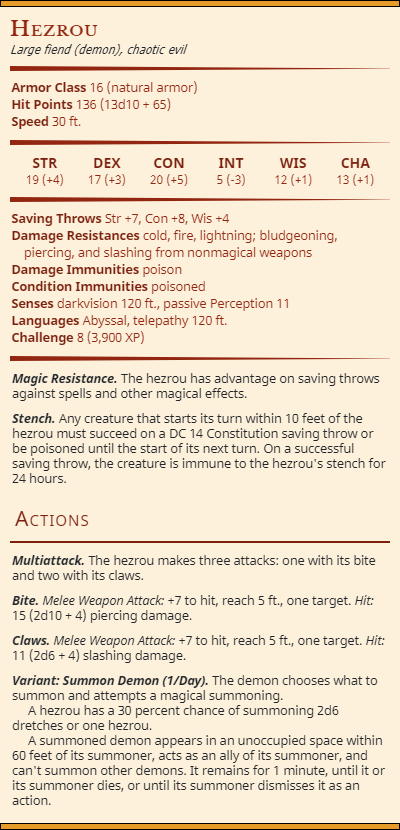 Hezrou
Large fiend (demon), chaotic evil
Armor Class 16 (natural armor)
Hit Points 136 (13d10 + 65)
Speed 30 ft.
STR DEX CON INT WIS CHA
19 (+4) 17 (+3) 20 (+5) 5 (-3) 12 (+1) 13 (+1)
Saving Throws Str +7, Con +8, Wis +4
Damage Resistances cold, fire, lightning; bludgeoning,
piercing, and slashing from nonmagical weapons
Damage Immunities poison
Condition Immunities poisoned
Senses darkvision 120 ft., passive Perception 11
Languages Abyssal, telepathy 120 ft.
Challenge 8 (3,900 XP)
Magic Resistance. The hezrou has advantage on saving throws
against spells and other magical effects.
Stench. Any creature that starts its turn within 10 feet of the
hezrou must succeed on a DC 14 Constitution saving throw or
be poisoned until the start of its next turn. On a successful
saving throw, the creature is immune to the hezrou's stench for
24 hours.
Actions
Multiattack. The hezrou makes three attacks: one with its bite
and two with its claws.
Bite. Melee Weapon Attack: +7 to hit, reach 5 ft., one target. Hit:
15 (2d10 + 4) piercing damage.
Claws. Melee Weapon Attack: +7 to hit, reach 5 ft., one target. Hit:
11 (2d6 + 4) slashing damage.
Variant: Summon Demon (1/Day). The demon chooses what to
summon and attempts a magical summoning.
A hezrou has a 30 percent chance of summoning 2d6
dretches or one hezrou.
A summoned demon appears in an unoccupied space within
60 feet of its summoner, acts as an ally of its summoner, and
can't summon other demons. It remains for 1 minute, until it or
its summoner dies, or until its summoner dismisses it as an
action.